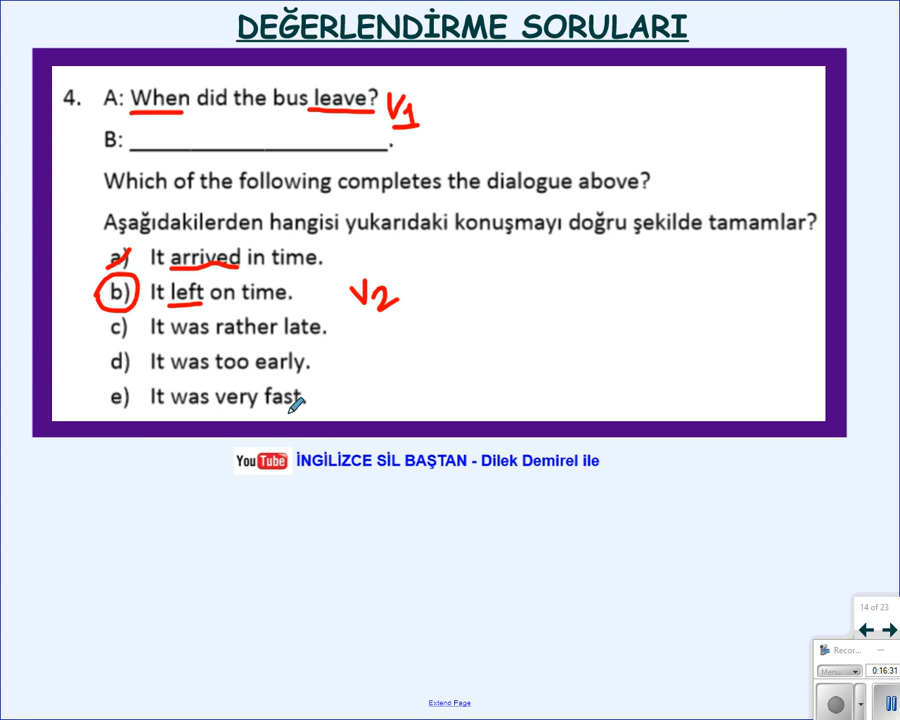 DEĞERLENDİRME SORULARI
4. A: When did the bus leave? V1
B: ______________________.
Which of the following completes the dialogue above?
Aşağıdakilerden hangisi yukarıdaki konuşmayı doğru şekilde tamamlar?
a) It arrived in time.
b) It left on time. V2
c) It was rather late.
d) It was too early.
e) It was very fast.
YouTube İNGİLİZCE SİL BAŞTAN - Dilek Demirel ile
14 of 23
Recor...
Menu 0:16:31
Extend Page